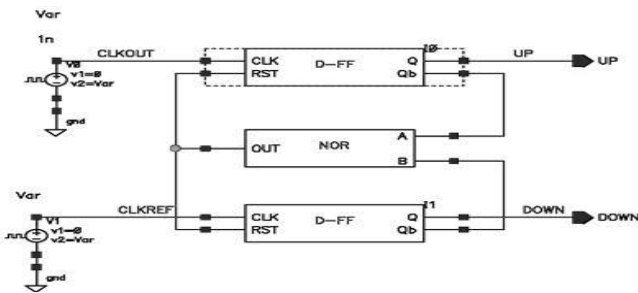 Var
1n
CLKOUT
V0
v1=0
v2=Var
gnd
I0
CLK
RST
D-FF
Q
Qb
UP
UP
OUT
NOR
A
B
Var
CLKREF
V1
v1=0
v2=Var
gnd
I1
CLK
RST
D-FF
Q
Qb
DOWN
DOWN